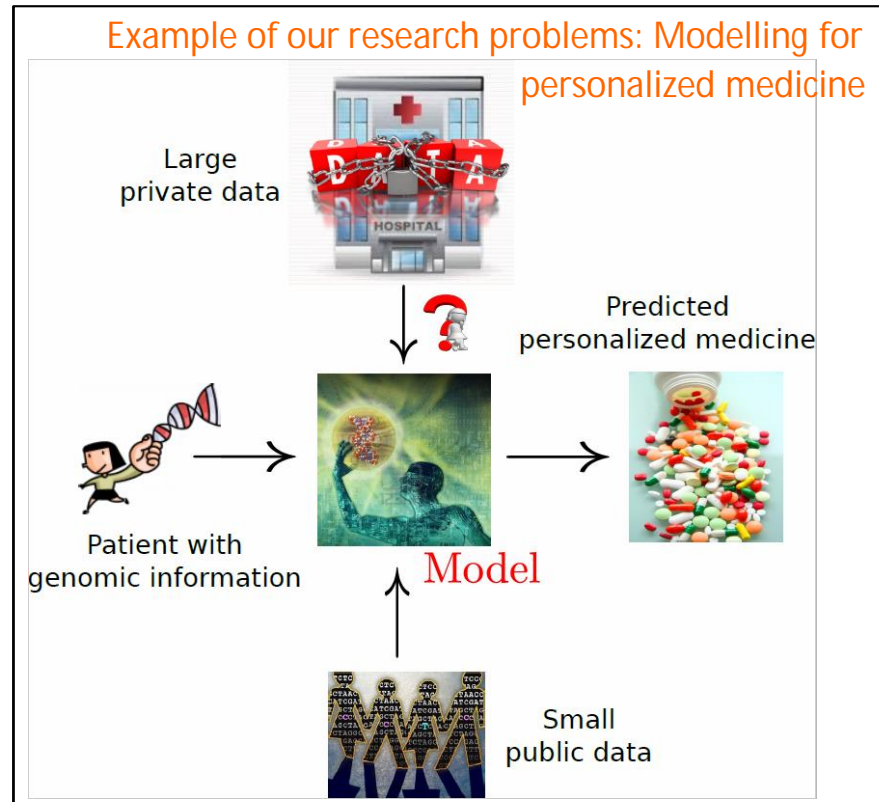 Example of our research problems: Modelling for
personalized medicine
Large
private data
D A T A
HOSPITAL
Predicted
personalized medicine
Patient with
genomic information
Model
Small
public data